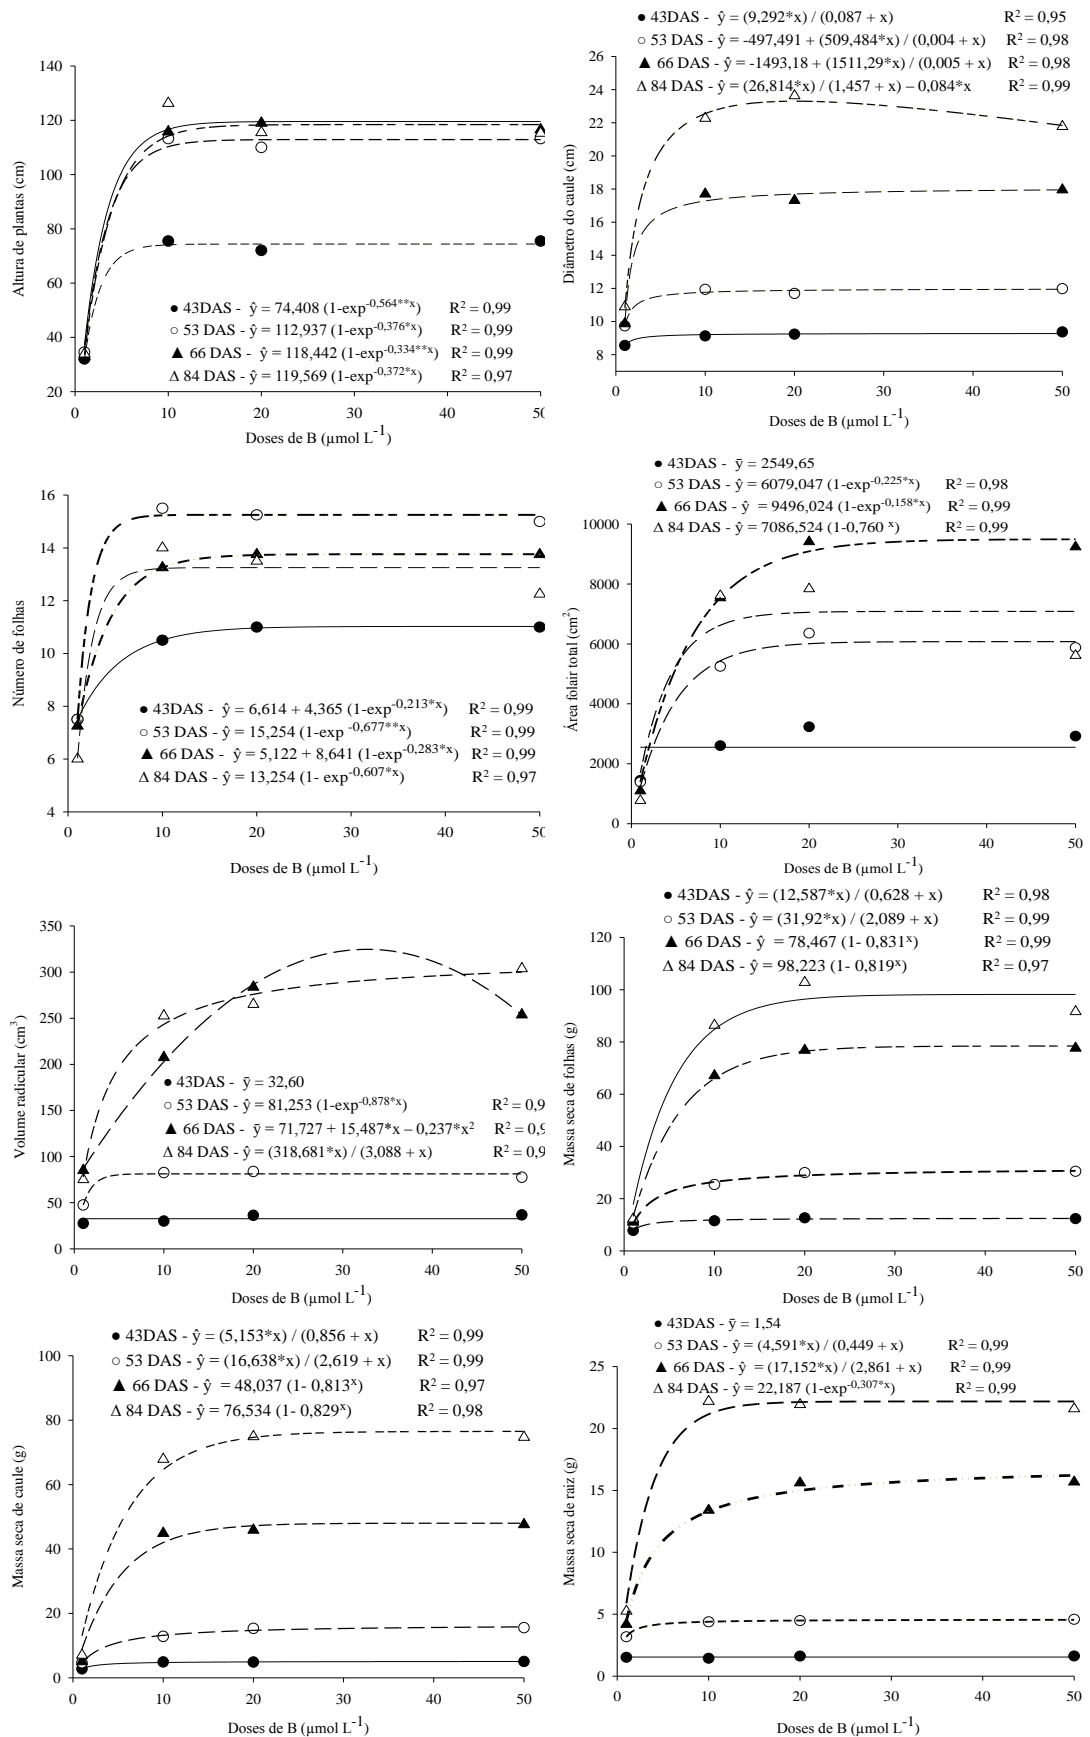 Altura de plantas (cm)
140
120
100
80
60
40
20
0 10 20 30 40 50
Doses de B (µmol L-1)
● 43DAS - ŷ = 74,408 (1-exp-0,564**x) R2 = 0,99
○ 53 DAS - ŷ = 112,937 (1-exp-0,376*x) R2 = 0,99
▲ 66 DAS - ŷ = 118,442 (1-exp-0,334**x) R2 = 0,99
Δ 84 DAS - ŷ = 119,569 (1-exp-0,372*x) R2 = 0,97
● 43DAS - ŷ = (9,292*x) / (0,087 + x) R2 = 0,95
○ 53 DAS - ŷ = -497,491 + (509,484*x) / (0,004 + x) R2 = 0,98
▲ 66 DAS - ŷ = -1493,18 + (1511,29*x) / (0,005 + x) R2 = 0,98
Δ 84 DAS - ŷ = (26,814*x) / (1,457 + x) – 0,084*x R2 = 0,99
Diâmetro do caule (cm)
26
24
22
20
18
16
14
12
10
8
0 10 20 30 40 50
Doses de B (µmol L-1)
Número de folhas
16
14
12
10
8
6
4
● 43DAS - ŷ = 6,614 + 4,365 (1-exp-0,213*x) R2 = 0,99
○ 53 DAS - ŷ = 15,254 (1-exp -0,677**x) R2 = 0,99
▲ 66 DAS - ŷ = 5,122 + 8,641 (1-exp-0,283*x) R2 = 0,99
Δ 84 DAS - ŷ = 13,254 (1- exp-0,607*x) R2 = 0,97
0 10 20 30 40 50
Doses de B (µmol L-1)
● 43DAS - ȳ = 2549,65
○ 53 DAS - ŷ = 6079,047 (1-exp-0,225*x) R2 = 0,98
▲ 66 DAS - ŷ = 9496,024 (1-exp-0,158*x) R2 = 0,99
Δ 84 DAS - ŷ = 7086,524 (1-0,760 x) R2 = 0,99
Área folair total (cm2)
10000
8000
6000
4000
2000
0
0 10 20 30 40 50
Doses de B (µmol L-1)
Volume radicular (cm3)
350
300
250
200
150
100
50
0
● 43DAS - ȳ = 32,60
○ 53 DAS - ŷ = 81,253 (1-exp-0,878*x) R2 = 0,9
▲ 66 DAS - ȳ = 71,727 + 15,487*x – 0,237*x2 R2 = 0,9
Δ 84 DAS - ŷ = (318,681*x) / (3,088 + x) R2 = 0,9
0 10 20 30 40 50
Doses de B (µmol L-1)
● 43DAS - ŷ = (12,587*x) / (0,628 + x) R2 = 0,98
○ 53 DAS - ŷ = (31,92*x) / (2,089 + x) R2 = 0,99
▲ 66 DAS - ŷ = 78,467 (1- 0,831x) R2 = 0,99
Δ 84 DAS - ŷ = 98,223 (1- 0,819x) R2 = 0,97
Massa seca de folhas (g)
120
100
80
60
40
20
0
0 10 20 30 40 50
Doses de B (µmol L-1)
● 43DAS - ŷ = (5,153*x) / (0,856 + x) R2 = 0,99
○ 53 DAS - ŷ = (16,638*x) / (2,619 + x) R2 = 0,99
▲ 66 DAS - ŷ = 48,037 (1- 0,813x) R2 = 0,97
Δ 84 DAS - ŷ = 76,534 (1- 0,829x) R2 = 0,98
Massa seca de caule (g)
100
80
60
40
20
0
0 10 20 30 40 50
Doses de B (µmol L-1)
● 43DAS - ȳ = 1,54
○ 53 DAS - ŷ = (4,591*x) / (0,449 + x) R2 = 0,99
▲ 66 DAS - ŷ = (17,152*x) / (2,861 + x) R2 = 0,99
Δ 84 DAS - ŷ = 22,187 (1-exp-0,307*x) R2 = 0,99
Massa seca de raíz (g)
25
20
15
10
5
0
0 10 20 30 40 50
Doses de B (µmol L-1)